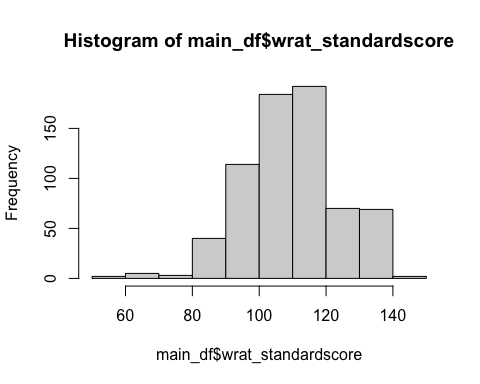 Histogram of main_df$wrat_standardscore
Frequency
0 50 100 150
60 80 100 120 140
main_df$wrat_standardscore